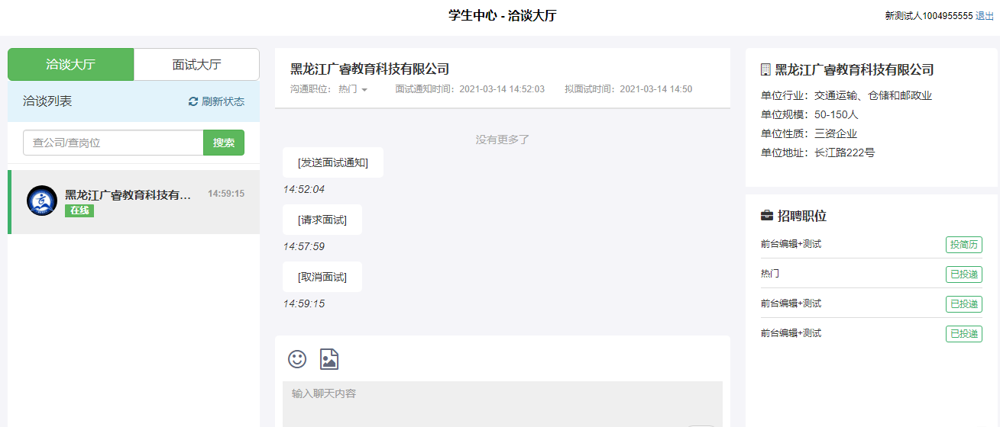 学生中心 - 洽谈大厅
新测试人1004955555 退出
洽谈大厅
面试大厅
洽谈列表
刷新状态
查公司/查岗位
搜索
黑龙江广睿教育科技有...
14:59:15
在线
黑龙江广睿教育科技有限公司
沟通职位： 热门
面试通知时间：2021-03-14 14:52:03
拟面试时间：2021-03-14 14:50
没有更多了
[发送面试通知]
14:52:04
[请求面试]
14:57:59
[取消面试]
14:59:15
输入聊天内容
黑龙江广睿教育科技有限公司
单位行业：交通运输、仓储和邮政业
单位规模：50-150人
单位性质：三资企业
单位地址：长江路222号
招聘职位
前台编辑+测试
投简历
热门
已投递
前台编辑+测试
已投递
前台编辑+测试
已投递